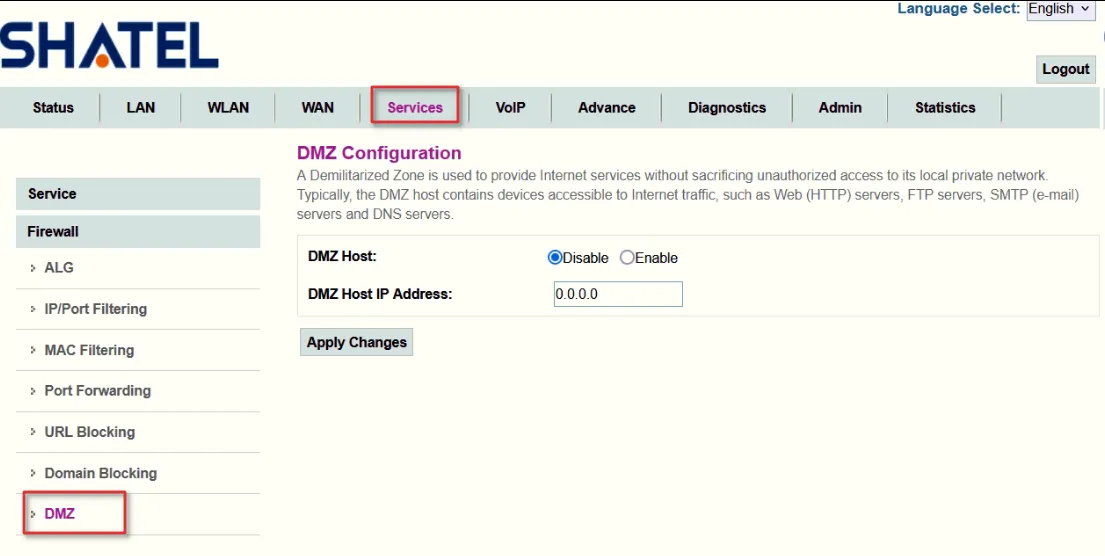 Language Select: English
SHATEL
Logout
Status LAN WLAN WAN Services VoIP Advance Diagnostics Admin Statistics
DMZ Configuration
A Demilitarized Zone is used to provide Internet services without sacrificing unauthorized access to its local private network.
Typically, the DMZ host contains devices accessible to Internet traffic, such as Web (HTTP) servers, FTP servers, SMTP (e-mail)
servers and DNS servers.
Service
Firewall
ALG
IP/Port Filtering
MAC Filtering
Port Forwarding
URL Blocking
Domain Blocking
DMZ
DMZ Host: Disable Enable
DMZ Host IP Address: 0.0.0.0
Apply Changes